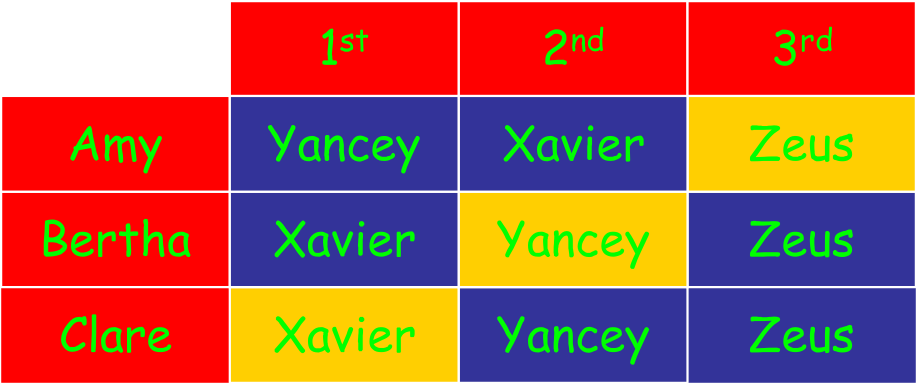 1st 2nd 3rd
Amy Yancey Xavier Zeus
Bertha Xavier Yancey Zeus
Clare Xavier Yancey Zeus